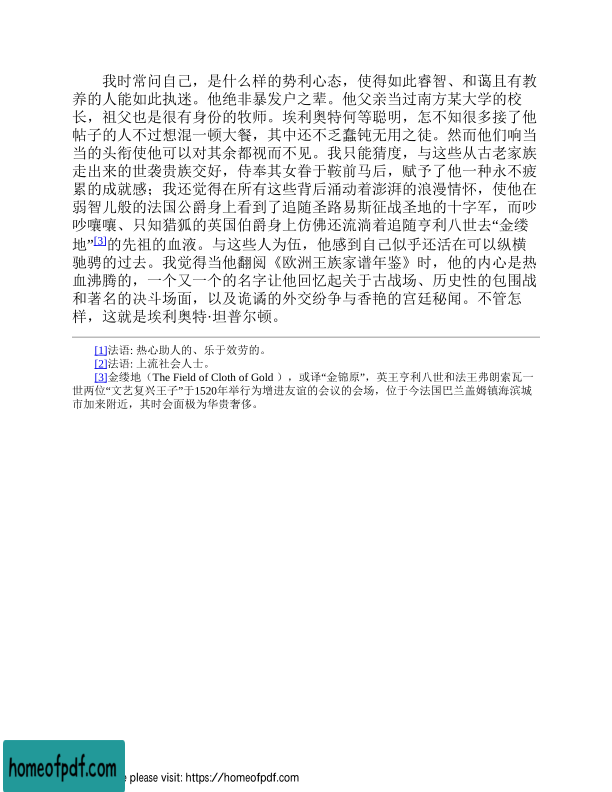 我时常问自己，是什么样的势利心态，使得如此睿智、和蔼且有教
养的人能如此执迷。他绝非暴发户之辈。他父亲当过南方某大学的校
长，祖父也是很有身份的牧师。埃利奥特何等聪明，怎不知很多接了他
帖子的人不过想混一顿大餐，其中还不乏蠢钝无用之徒。然而他们响当
当的头衔使他可以对其余都视而不见。我只能猜度，与这些从古老家族
走出来的世袭贵族交好，侍奉其女眷于鞍前马后，赋予了他一种永不疲
累的成就感；我还觉得在所有这些背后涌动着澎湃的浪漫情怀，使他在
弱智儿般的法国公爵身上看到了追随圣路易斯征战圣地的十字军，而吵
吵嚷嚷、只知猎狐的英国伯爵身上仿佛还流淌着追随亨利八世去“金缕
地”[3]的先祖的血液。与这些人为伍，他感到自己似乎还活在可以纵横
驰骋的过去。我觉得当他翻阅《欧洲王族家谱年鉴》时，他的内心是热
血沸腾的，一个又一个的名字让他回忆起关于古战场、历史性的包围战
和著名的决斗场面，以及诡谲的外交纷争与香艳的宫廷秘闻。不管怎
样，这就是埃利奥特·坦普尔顿。
[1]法语: 热心助人的、乐于效劳的。
[2]法语: 上流社会人士。
[3]金缕地（The Field of Cloth of Gold ），或译“金锦原”，英王亨利八世和法王弗朗索瓦一
世两位“文艺复兴王子”于1520年举行为增进友谊的会议的会场，位于今法国巴兰盖姆镇海滨城
市加来附近，其时会面极为华贵奢侈。
homeofpdf.com
please visit: https://homeofpdf.com